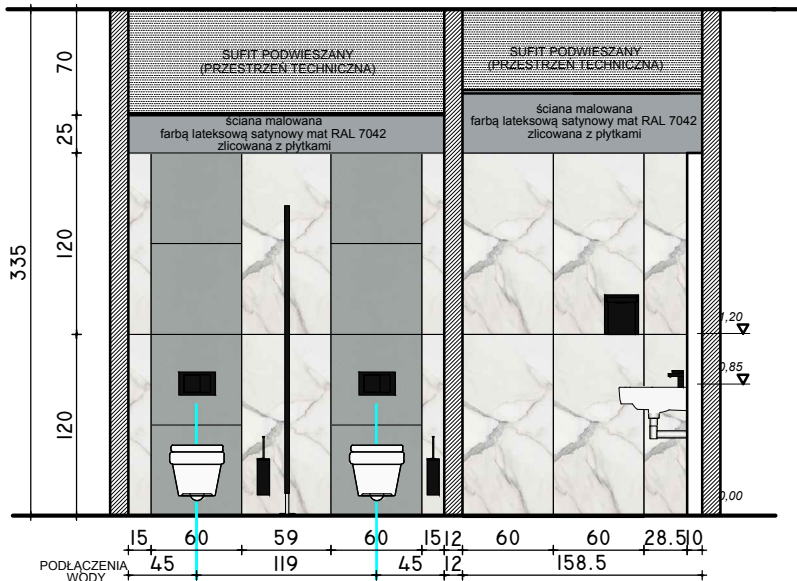 SUFIT PODWIESZANY
(PRZESTRZEŃ TECHNICZNA)
SUFIT PODWIESZANY
(PRZESTRZEŃ TECHNICZNA)
ściana malowana
farbą lateksową satynowy mat RAL 7042
zlicowana z płytkami
ściana malowana
farbą lateksową satynowy mat RAL 7042
zlicowana z płytkami
335
70
25
120
120
1,20
0,85
0,00
15 60 59 60 15 12 60 60 28.5 10
PODŁĄCZENIA
WODY
45 119 45 12 158.5